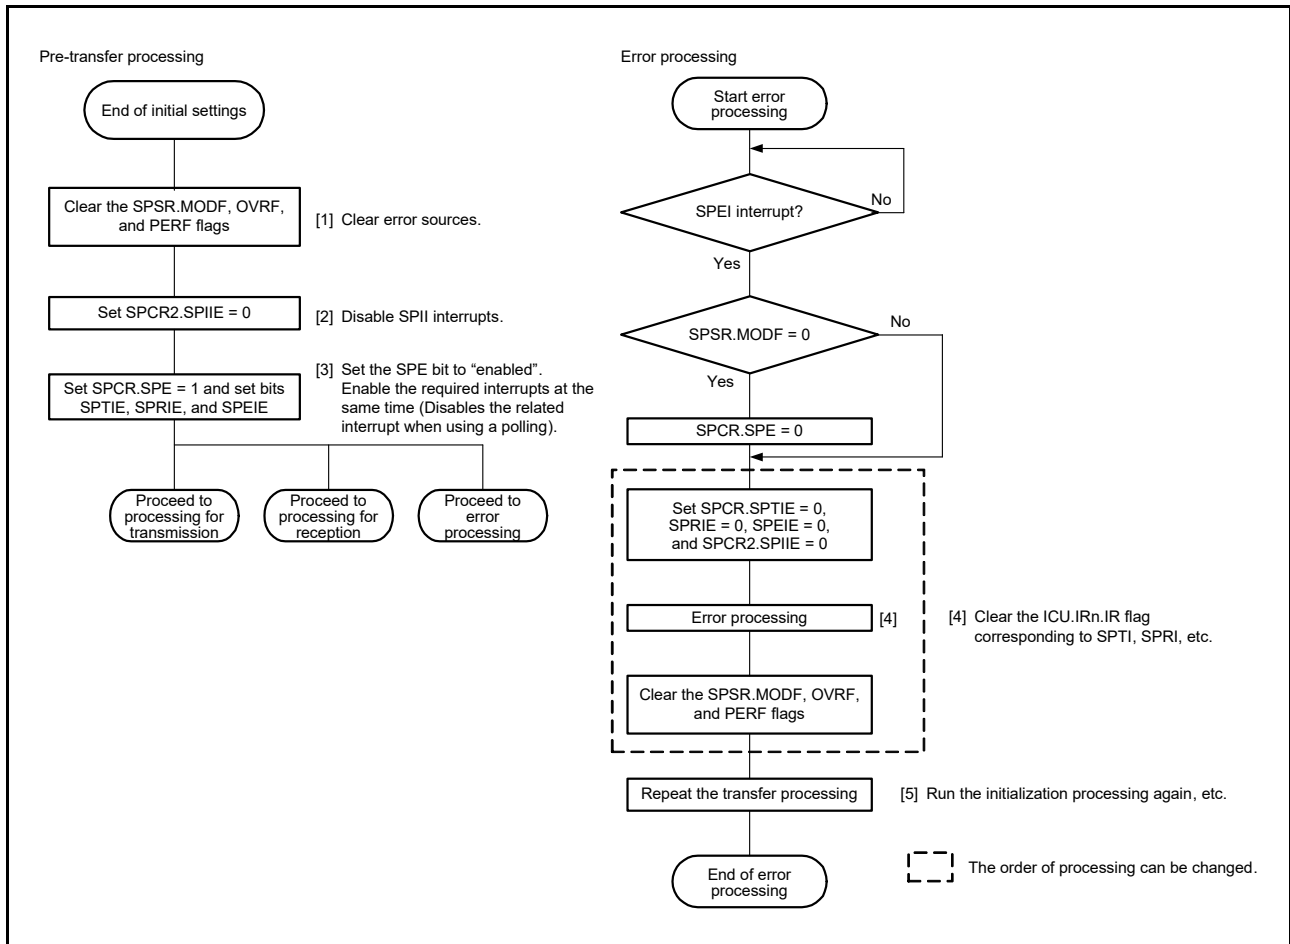 Pre-transfer processing
End of initial settings
Clear the SPSR.MODF, OVRF,
and PERF flags
[1] Clear error sources.
Set SPCR2.SPIIE = 0
[2] Disable SPII interrupts.
Set SPCR.SPE = 1 and set bits
SPTIE, SPRIE, and SPEIE
[3] Set the SPE bit to “enabled”.
Enable the required interrupts at the
same time (Disables the related
interrupt when using a polling).
Proceed to
processing for
transmission
Proceed to
processing for
reception
Proceed to
error
processing
Error processing
Start error
processing
SPEI interrupt?
No
Yes
SPSR.MODF = 0
No
Yes
SPCR.SPE = 0
Set SPCR.SPTIE = 0,
SPRIE = 0, SPEIE = 0,
and SPCR2.SPIIE = 0
Error processing
[4]
[4] Clear the ICU.IRn.IR flag
corresponding to SPTI, SPRI, etc.
Clear the SPSR.MODF, OVRF,
and PERF flags
Repeat the transfer processing
[5] Run the initialization processing again, etc.
End of error
processing
The order of processing can be changed.